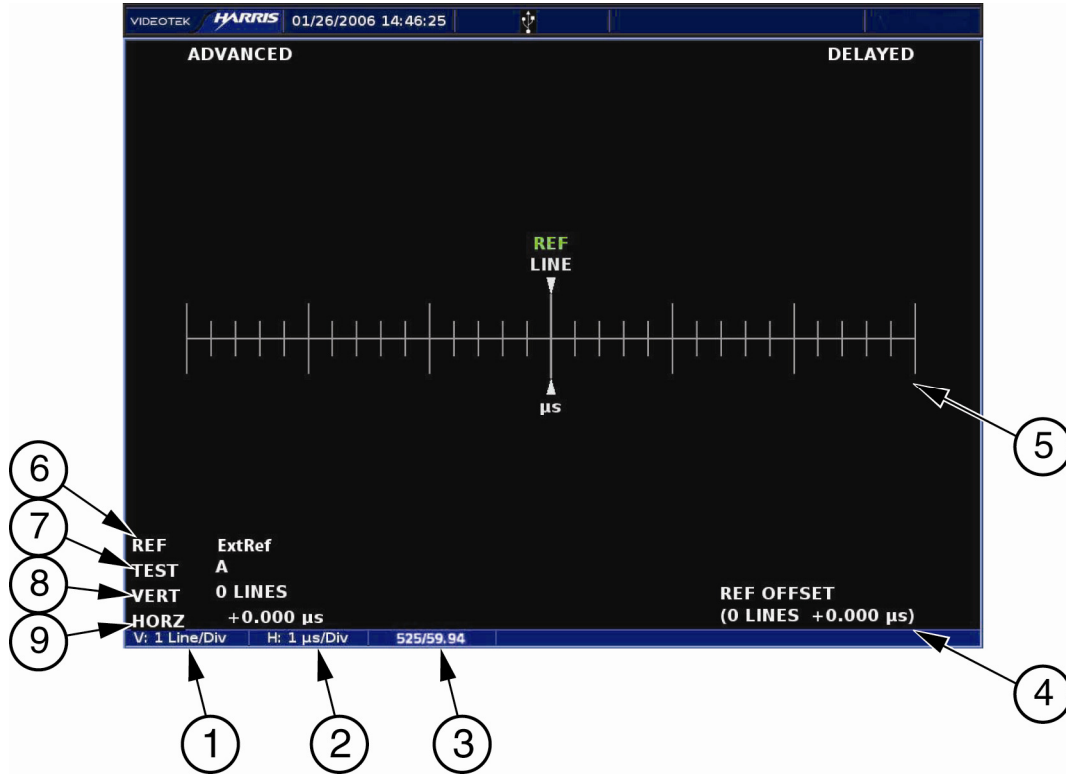 VIDEOTEK HARRIS 01/26/2006 14:46:25
ADVANCED DELAYED
REF
LINE
µs
5
6
7
8
9
REF ExtRef
TEST A
VERT 0 LINES
HORZ +0.000 µs
REF OFFSET
(0 LINES +0.000 µs)
V: 1 Line/Div H: 1 µs/Div 525/59.94
4
1 2 3